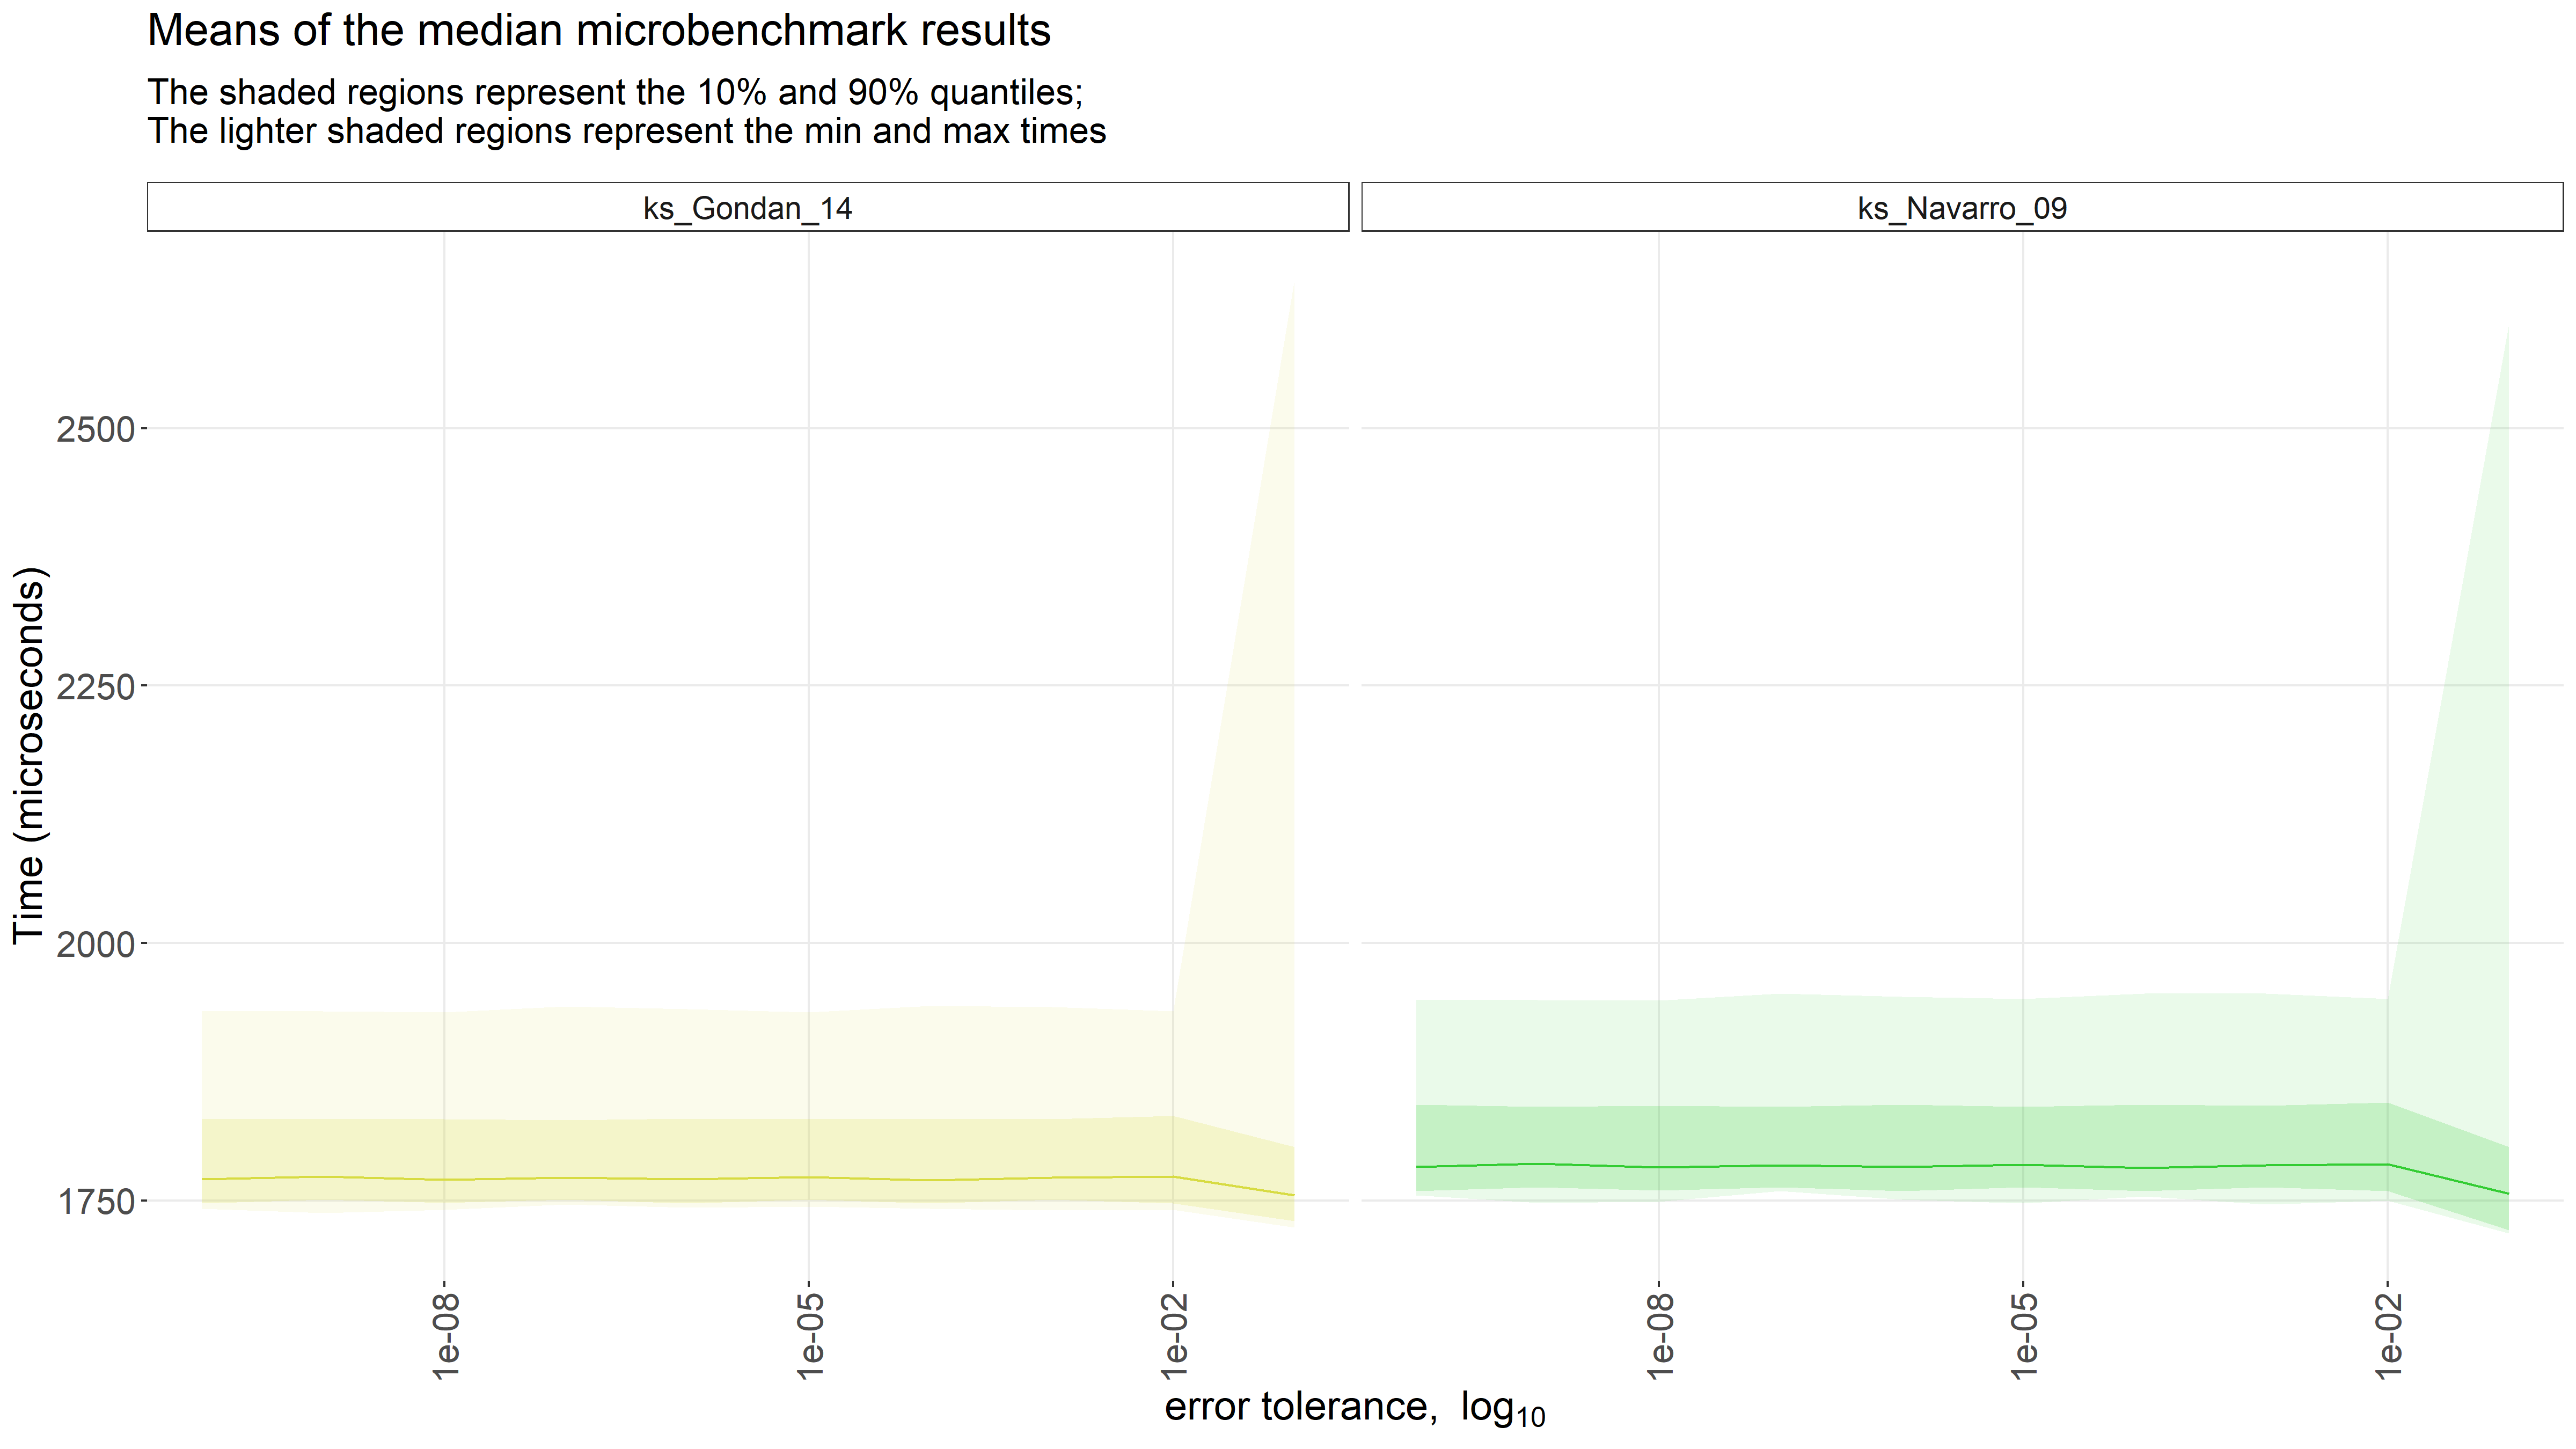 Means of the median microbenchmark results
The shaded regions represent the 10% and 90% quantiles;
The lighter shaded regions represent the min and max times
ks_Gondan_14
ks_Navarro_09
Time (microseconds)
2500
2250
2000
1750
1e-08
1e-05
1e-02
1e-08
1e-05
1e-02
error tolerance,  log₁₀